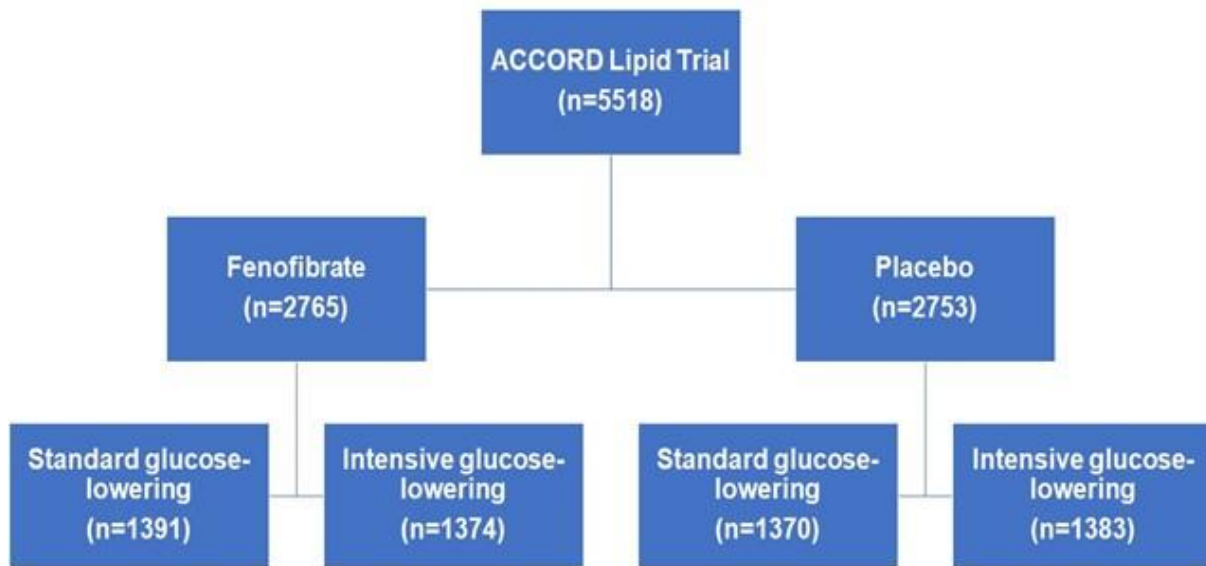 ACCORD Lipid Trial
(n=5518)
Fenofibrate
(n=2765)
Placebo
(n=2753)
Standard glucose-
lowering
(n=1391)
Intensive glucose-
lowering
(n=1374)
Standard glucose-
lowering
(n=1370)
Intensive glucose-
lowering
(n=1383)